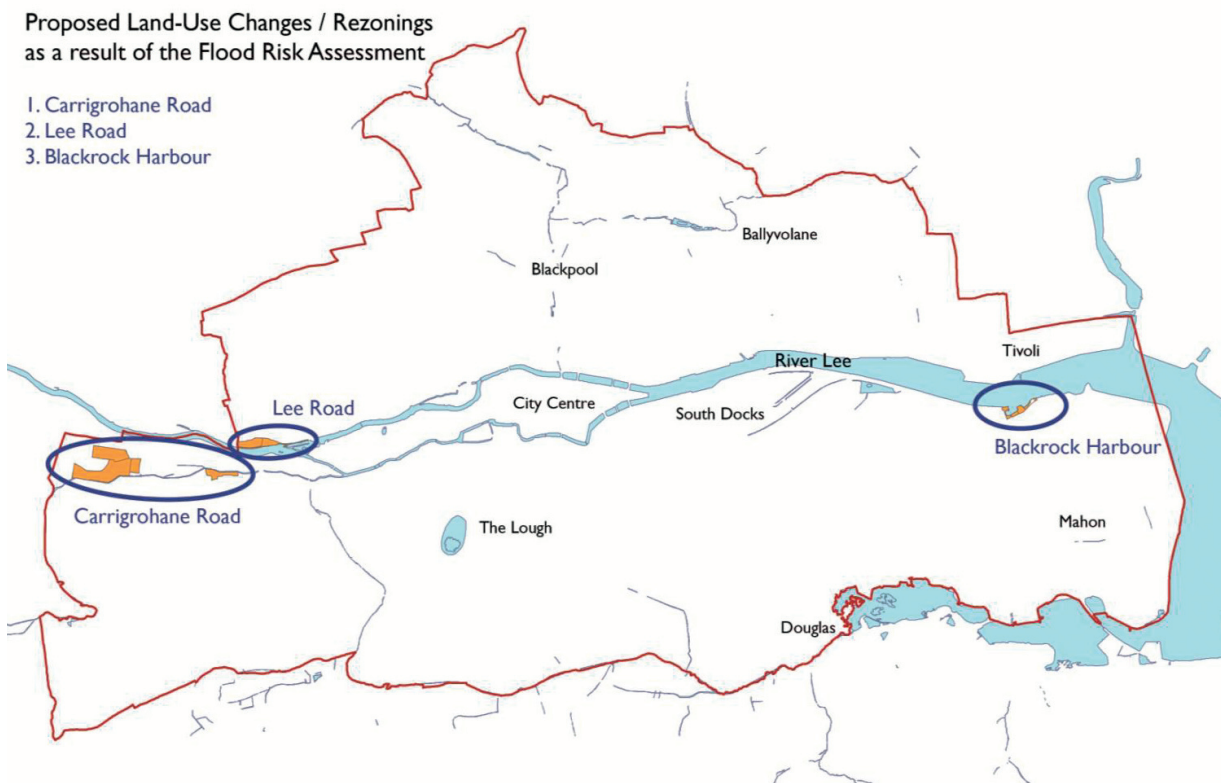 Proposed Land-Use Changes / Rezonings
as a result of the Flood Risk Assessment
1. Carrigrohane Road
2. Lee Road
3. Blackrock Harbour
Ballyvolane
Blackpool
Tivoli
River Lee
Lee Road
City Centre
South Docks
Blackrock Harbour
Carrigrohane Road
The Lough
Mahon
Douglas